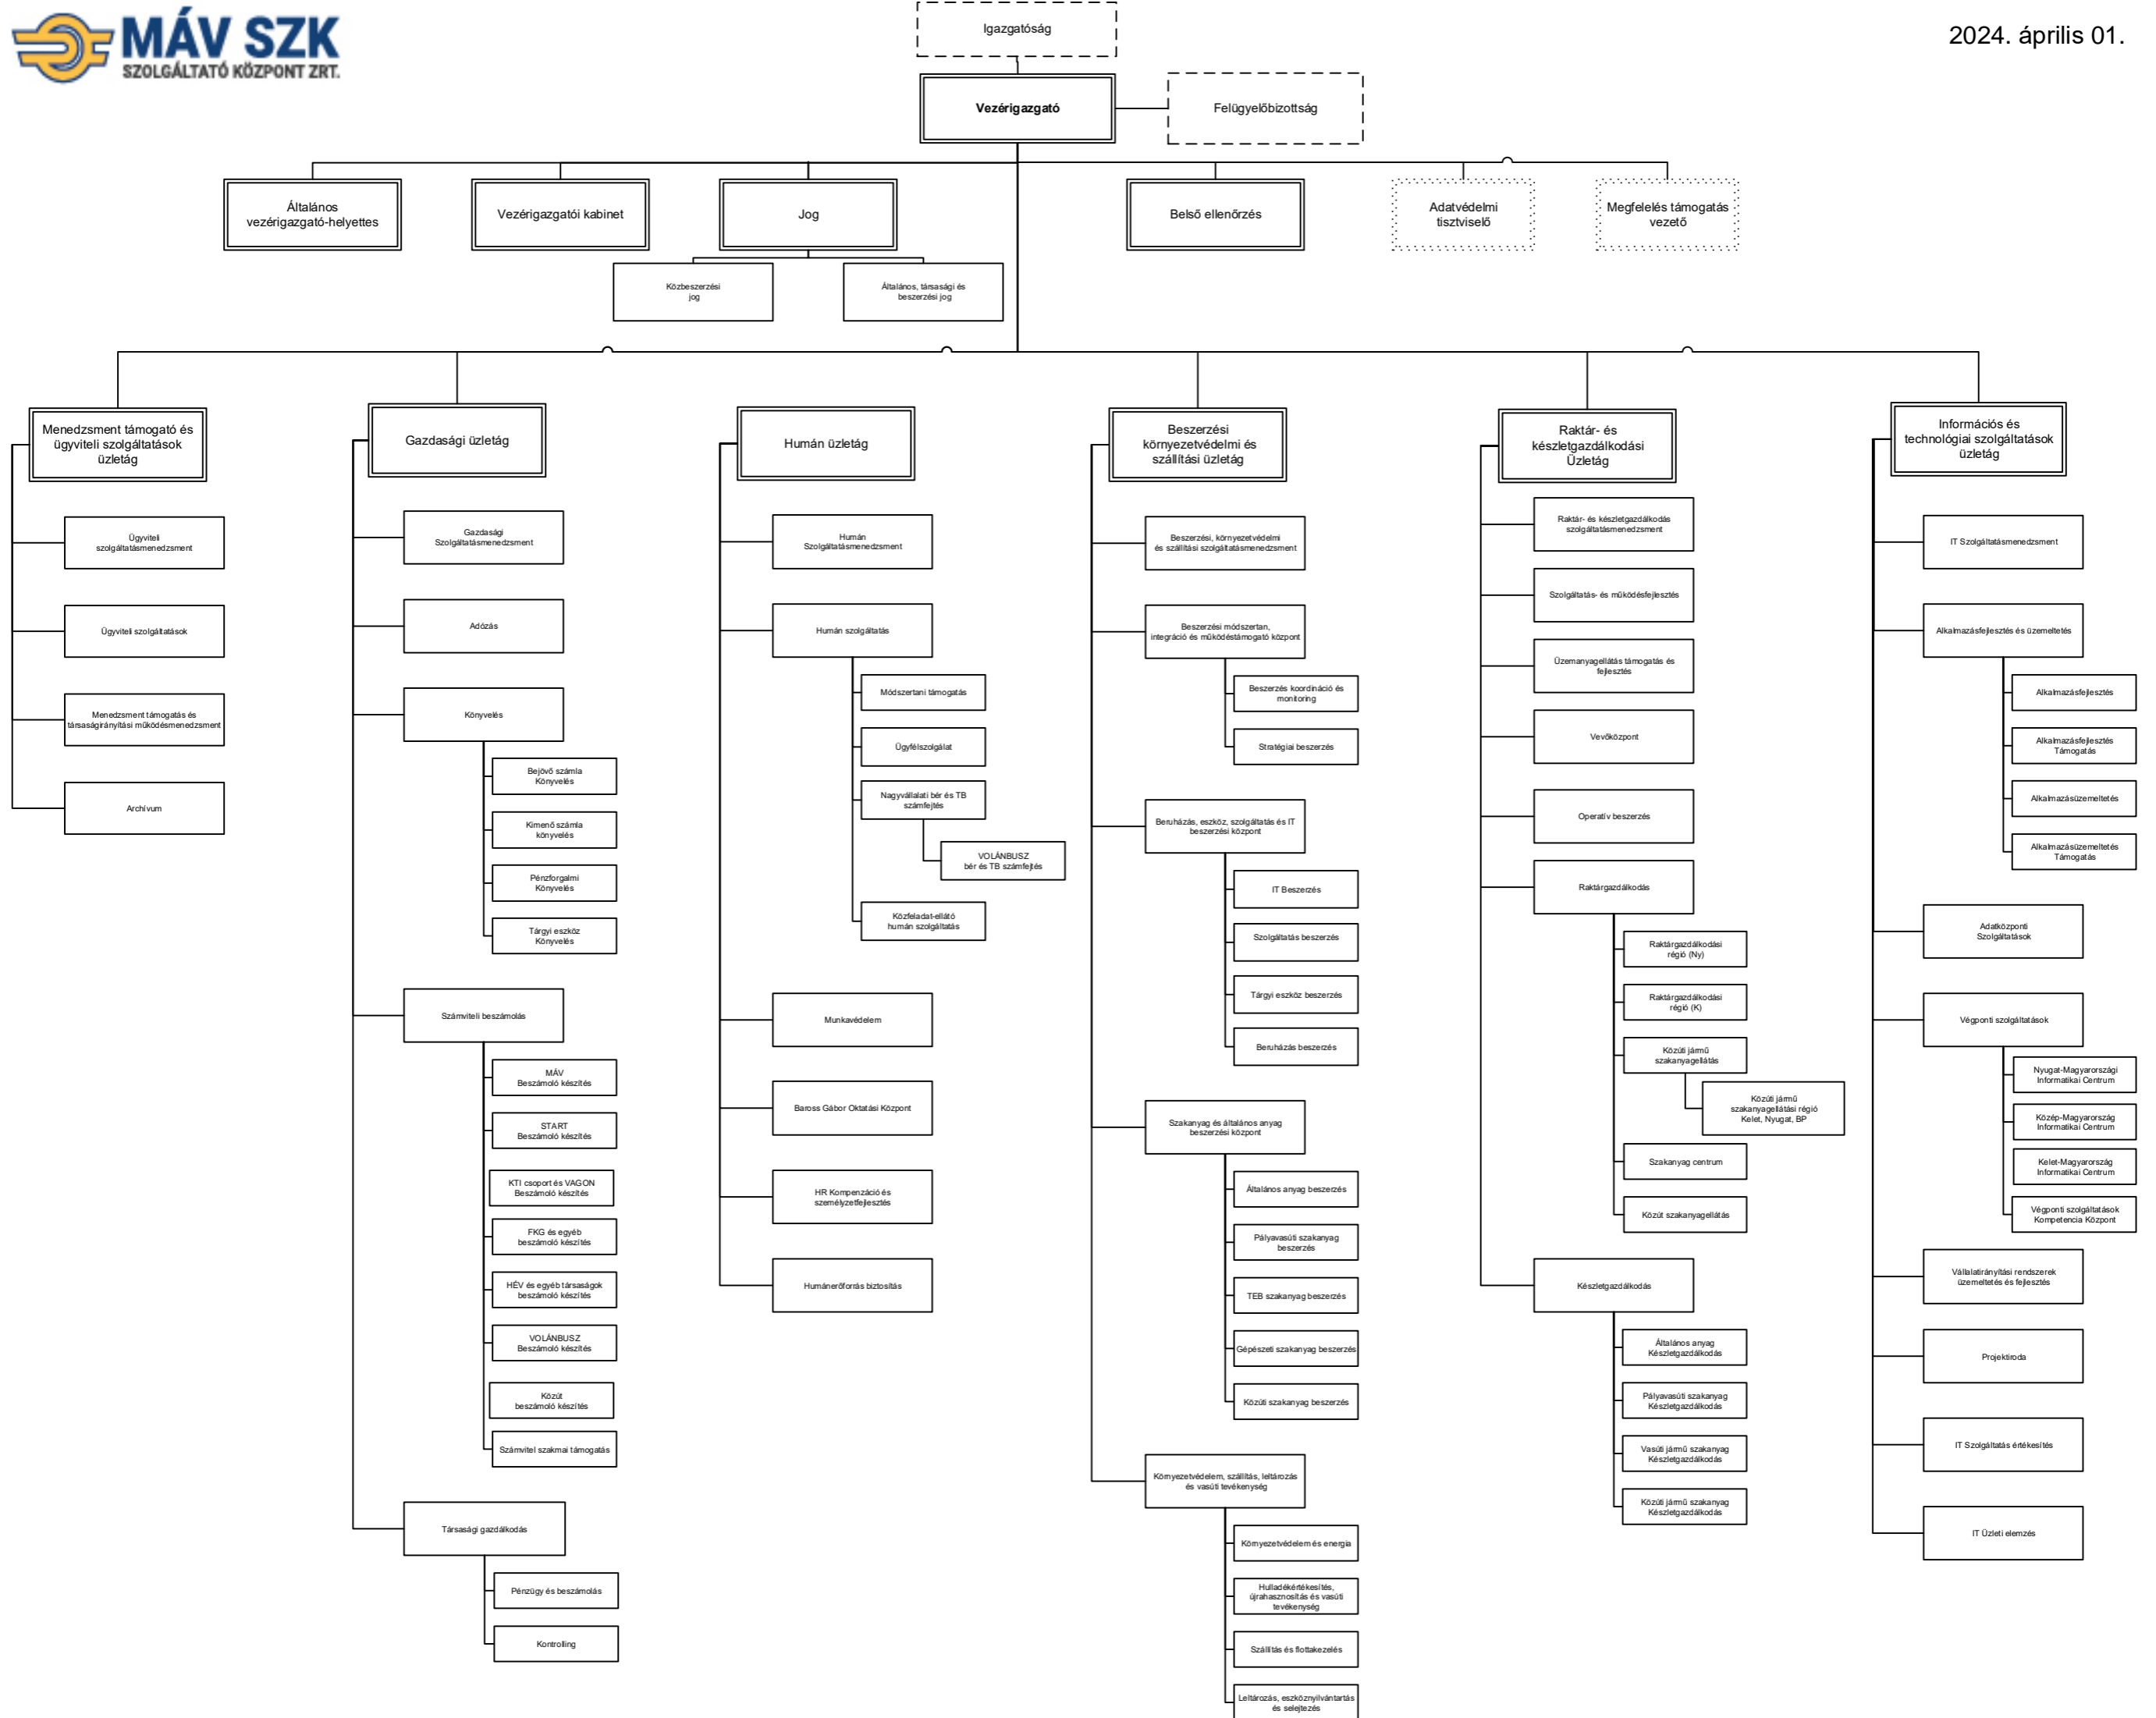 MÁV SZK
SZOLGÁLTATÓ KÖZPONT ZRT.
2024. április 01.
Igazgatóság
Vezérigazgató
Felügyelőbizottság
Általános
vezérigazgató-helyettes
Vezérigazgatói kabinet
Jog
Belső ellenőrzés
Adatvédelmi
tisztviselő
Megfelelés támogatás
vezető
Közbeszerzési
jog
Általános, társasági és
beszerzési jog
Menedzsment támogató és
ügyviteli szolgáltatások
üzletág
Ügyviteli
szolgáltatásmenedzsment
Ügyviteli szolgáltatások
Menedzsment támogatás és
társaságirányítási működésmenedzsment
Archívum
Gazdasági üzletág
Gazdasági
Szolgáltatásmenedzsment
Adózás
Könyvelés
Bejövő számla
Könyvelés
Kimenő számla
könyvelés
Pénzforgalmi
Könyvelés
Tárgyi eszköz
Könyvelés
Számviteli beszámolás
MÁV
Beszámoló készítés
START
Beszámoló készítés
KTI csoport és VAGON
Beszámoló készítés
FKG és egyéb
beszámoló készítés
HÉV és egyéb társaságok
beszámoló készítés
VOLÁNBUSZ
Beszámoló készítés
Közút
beszámoló készítés
Számvitel szakmai támogatás
Társasági gazdálkodás
Pénzügy és beszámolás
Kontrolling
Humán üzletág
Humán
Szolgáltatásmenedzsment
Humán szolgáltatás
Módszertani támogatás
Ügyfélszolgálat
Nagyvállalati bér és TB
számfejtés
VOLÁNBUSZ
bér és TB számfejtés
Közfeladat-ellátó
humán szolgáltatás
Munkavédelem
Baross Gábor Oktatási Központ
HR Kompenzáció és
személyzetfejlesztés
Humánerőforrás biztosítás
Beszerzési
környezetvédelmi és
szállítási üzletág
Beszerzési, környezetvédelmi
és szállítási szolgáltatásmenedzsment
Beszerzési módszertan,
integráció és működéstámogató központ
Beszerzés koordináció és
monitoring
Stratégiai beszerzés
Beruházás, eszköz, szolgáltatás és IT
beszerzési központ
IT Beszerzés
Szolgáltatás beszerzés
Tárgyi eszköz beszerzés
Beruházás beszerzés
Szakanyag és általános anyag
beszerzési központ
Általános anyag beszerzés
Pályavasúti szakanyag
beszerzés
TEB szakanyag beszerzés
Gépészeti szakanyag beszerzés
Közúti szakanyag beszerzés
Környezetvédelem, szállítás, leltározás
és vasúti tevékenység
Környezetvédelem és energia
Hulladékértékesítés,
újrahasznosítás és vasúti
tevékenység
Szállítás és flottakezelés
Leltározás, eszköznyilvántartás
és selejtezés
Raktár- és
készletgazdálkodási
Üzletág
Raktár- és készletgazdálkodás
szolgáltatásmenedzsment
Szolgáltatás- és működésfejlesztés
Üzemanyagellátás támogatás és
fejlesztés
Vevőközpont
Operatív beszerzés
Raktárgazdálkodás
Raktárgazdálkodási
régió (Ny)
Raktárgazdálkodási
régió (K)
Közúti jármű
szakanyagellátás
Közúti jármű
szakanyagellátási régió
Kelet, Nyugat, BP
Szakanyag centrum
Közút szakanyagellátás
Készletgazdálkodás
Általános anyag
Készletgazdálkodás
Pályavasúti szakanyag
Készletgazdálkodás
Vasúti jármű szakanyag
Készletgazdálkodás
Közúti jármű szakanyag
Készletgazdálkodás
Információs és
technológiai szolgáltatások
üzletág
IT Szolgáltatásmenedzsment
Alkalmazásfejlesztés és üzemeltetés
Alkalmazásfejlesztés
Alkalmazásfejlesztés
Támogatás
Alkalmazásüzemeltetés
Alkalmazásüzemeltetés
Támogatás
Adatközponti
Szolgáltatások
Végponti szolgáltatások
Nyugat-Magyarországi
Informatikai Centrum
Közép-Magyarország
Informatikai Centrum
Kelet-Magyarország
Informatikai Centrum
Végponti szolgáltatások
Kompetencia Központ
Vállalatirányítási rendszerek
üzemeltetés és fejlesztés
Projektiroda
IT Szolgáltatás értékesítés
IT Üzleti elemzés